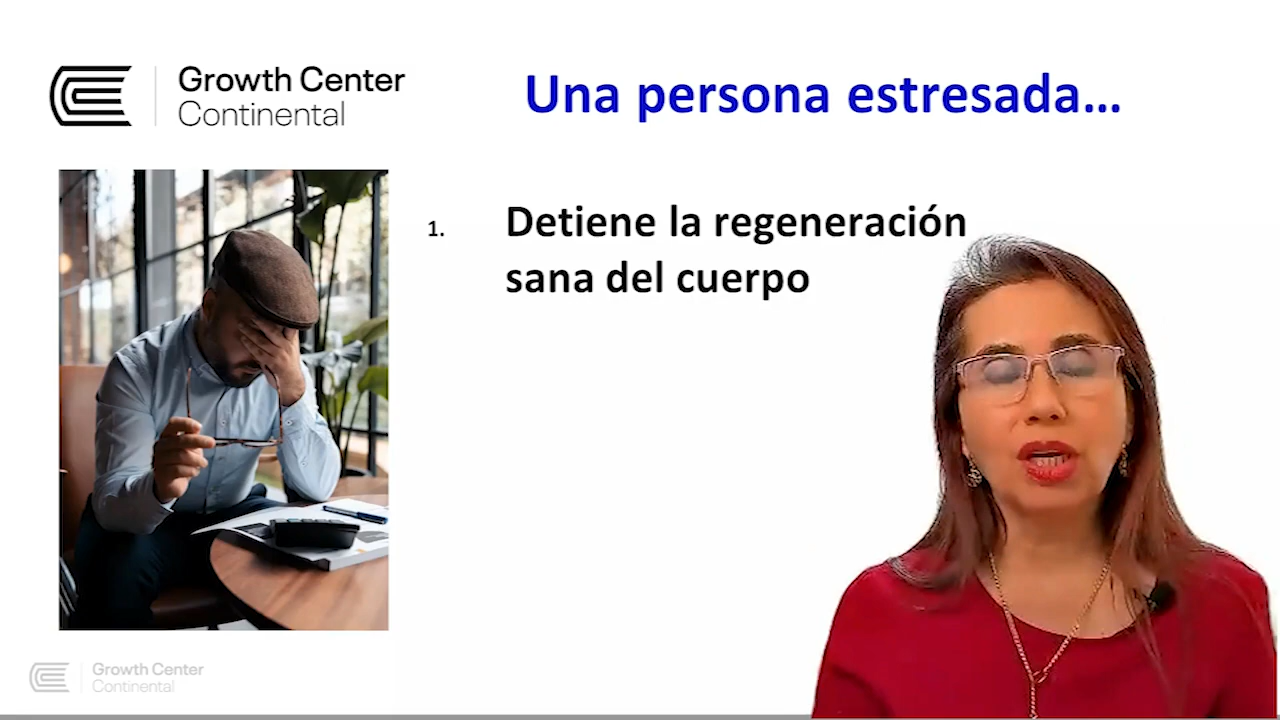 Growth Center
Continental
Una persona estresada...
1. Detiene la regeneración
sana del cuerpo
Growth Center
Continental